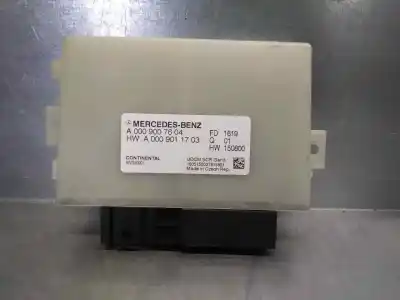 MERCEDES-BENZ
A 000 900 76 04 FD 1619
HW A 000 901 17 03 Q 01
HW 150800
CONTINENTAL
Made in Czech Rep.